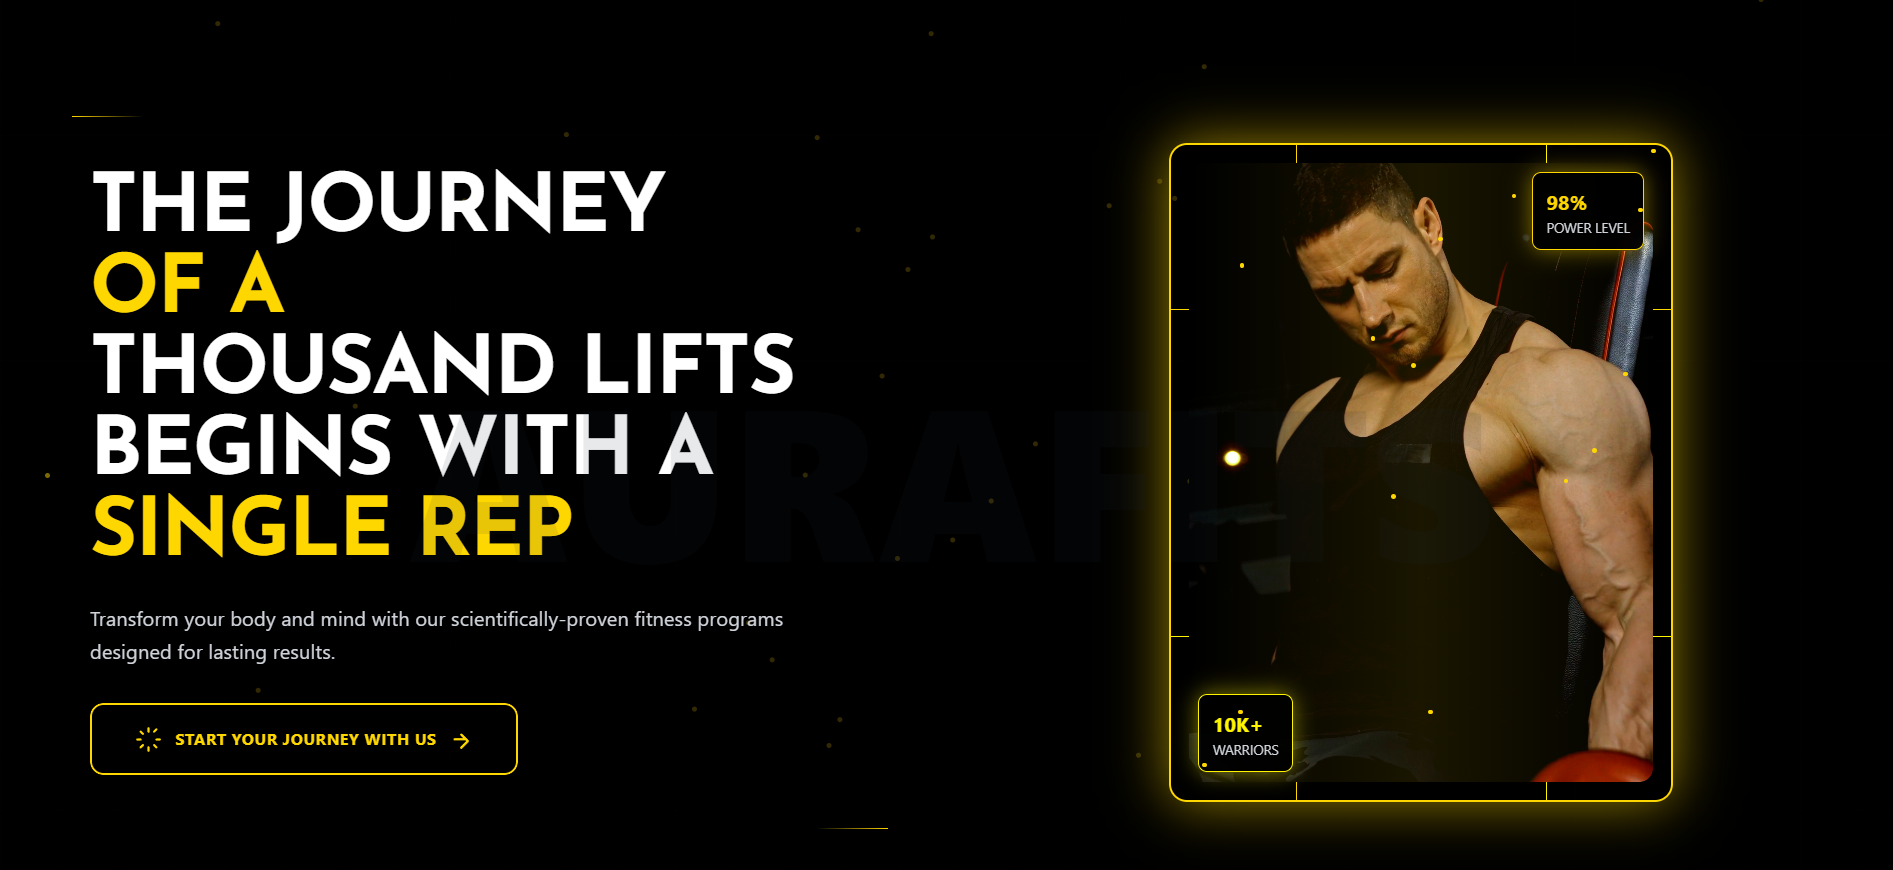 THE JOURNEY
OF A
THOUSAND LIFTS
BEGINS WITH A
SINGLE REP
AURAFITS
Transform your body and mind with our scientifically-proven fitness programs
designed for lasting results.
START YOUR JOURNEY WITH US →
98%
POWER LEVEL
10K+
WARRIORS